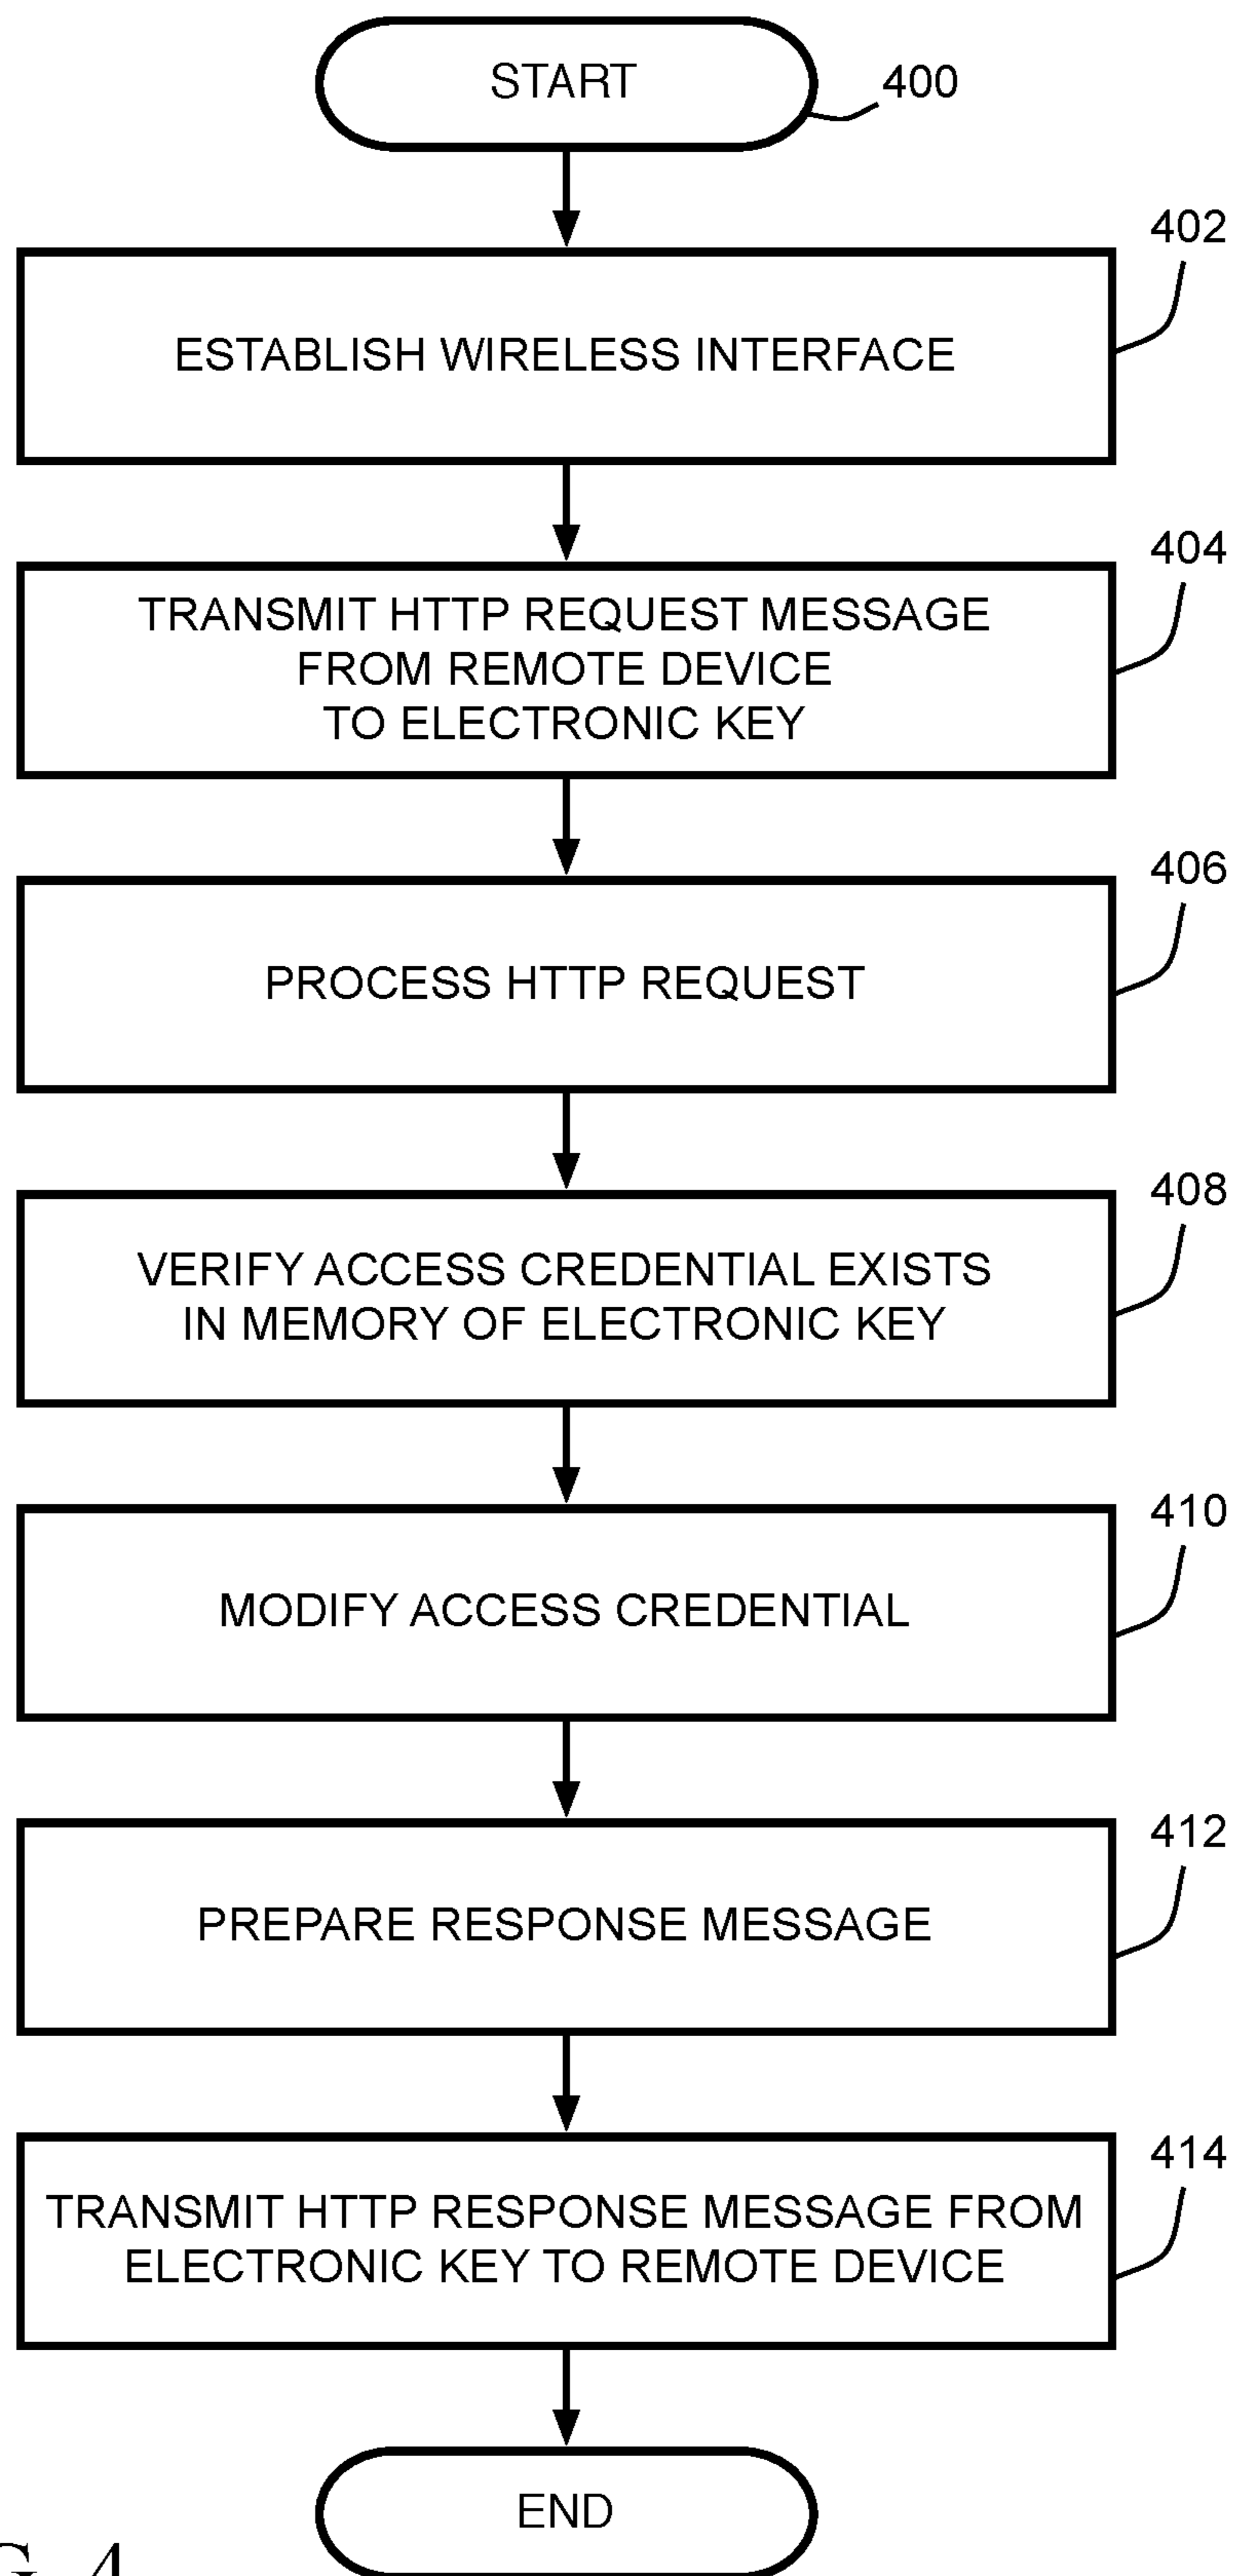 START
400
402
ESTABLISH WIRELESS INTERFACE
404
TRANSMIT HTTP REQUEST MESSAGE
FROM REMOTE DEVICE
TO ELECTRONIC KEY
406
PROCESS HTTP REQUEST
408
VERIFY ACCESS CREDENTIAL EXISTS
IN MEMORY OF ELECTRONIC KEY
410
MODIFY ACCESS CREDENTIAL
412
PREPARE RESPONSE MESSAGE
414
TRANSMIT HTTP RESPONSE MESSAGE FROM
ELECTRONIC KEY TO REMOTE DEVICE
END
4